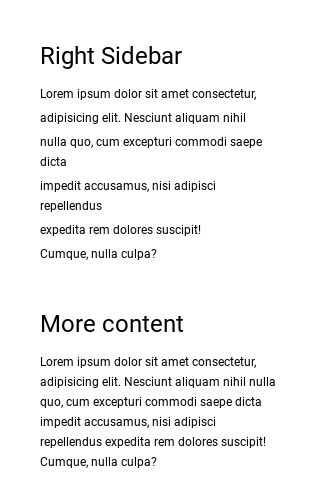 Right Sidebar
Lorem ipsum dolor sit amet consectetur,
adipisicing elit. Nesciunt aliquam nihil
nulla quo, cum excepturi commodi saepe
dicta
impedit accusamus, nisi adipisci
repellendus
expedita rem dolores suscipit!
Cumque, nulla culpa?
More content
Lorem ipsum dolor sit amet consectetur,
adipisicing elit. Nesciunt aliquam nihil nulla
quo, cum excepturi commodi saepe dicta
impedit accusamus, nisi adipisci
repellendus expedita rem dolores suscipit!
Cumque, nulla culpa?